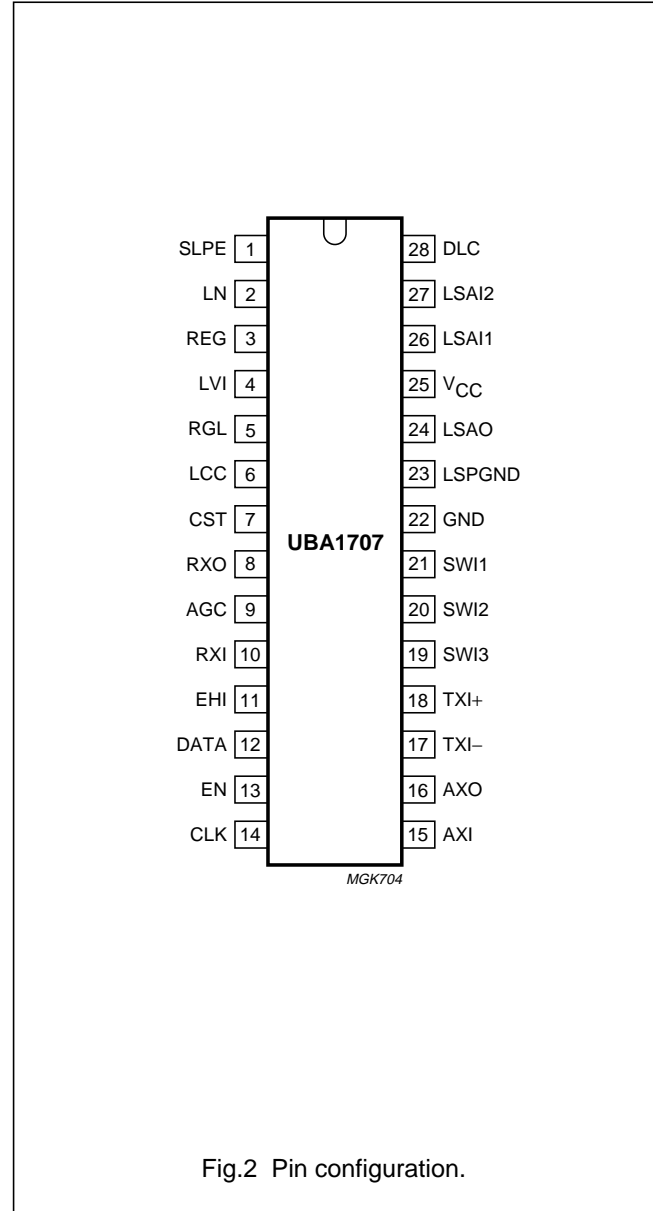 SLPE 1 28 DLC
LN 2 27 LSAI2
REG 3 26 LSAI1
LVI 4 25 VCC
RGL 5 24 LSAO
LCC 6 23 LSPGND
CST 7 22 GND
UBA1707
RXO 8 21 SWI1
AGC 9 20 SWI2
RXI 10 19 SWI3
EHI 11 18 TXI+
DATA 12 17 TXI−
EN 13 16 AXO
CLK 14 15 AXI
MGK704
Fig.2 Pin configuration.